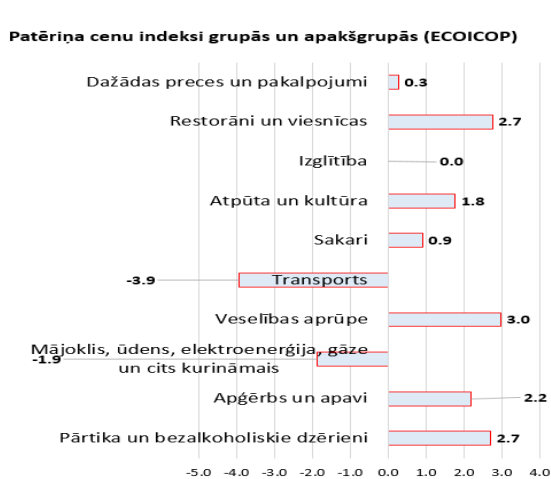 Patēriņa cenu indeksi grupās un apakšgrupās (ECOICOP)
Dažādas preces un pakalpojumi 0.3
Restorāni un viesnīcas 2.7
Izglītība 0.0
Atpūta un kultūra 1.8
Sakari 0.9
-3.9 Transports
Veselības aprūpe 3.0
Mājoklis, ūdens, elektroenerģija, gāze
-1.9
un cits kurināmais
Apģērbs un apavi 2.2
Pārtika un bezalkoholiskie dzērieni 2.7
-5.0 -4.0 -3.0 -2.0 -1.0 0.0 1.0 2.0 3.0 4.0